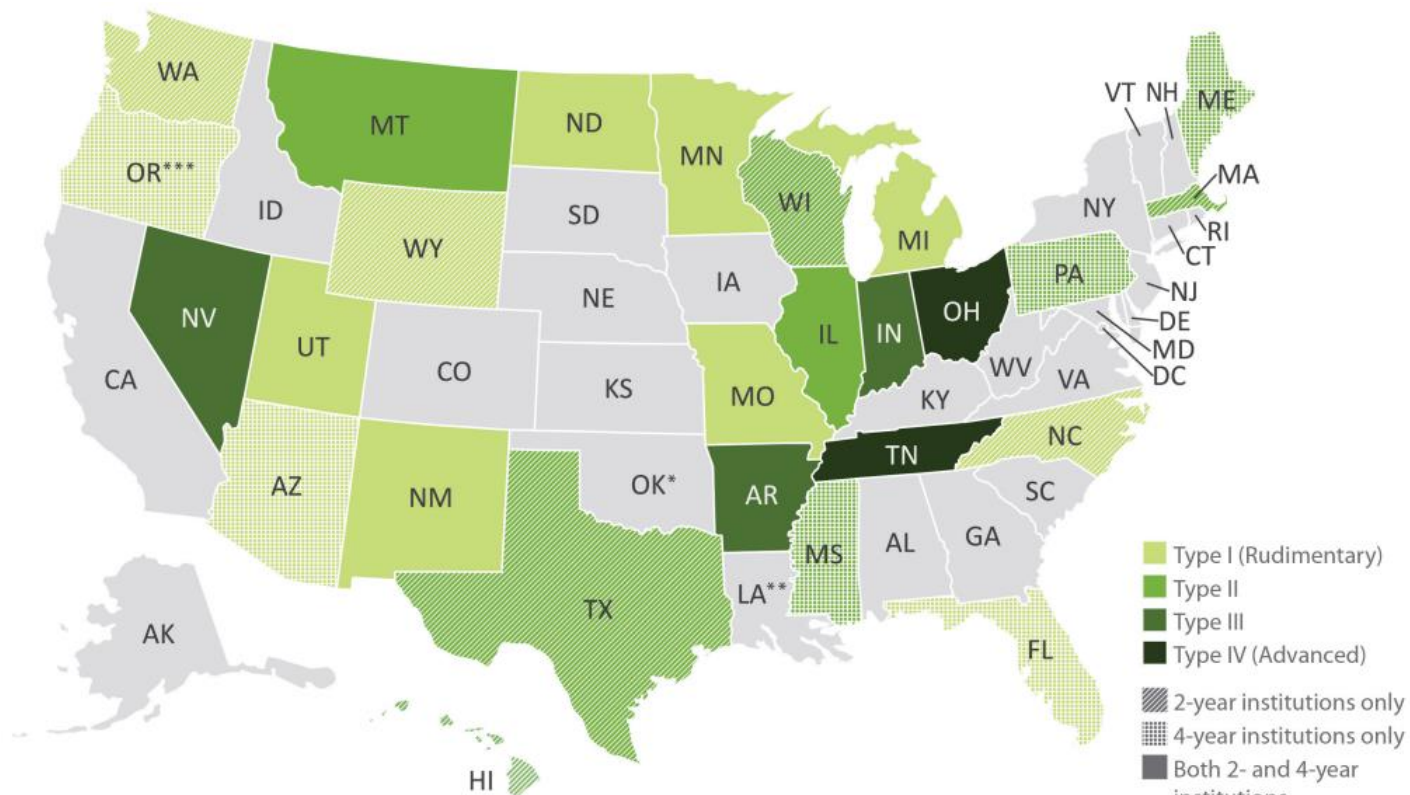 WA
MT
ND
MN
VT NH
ME
OR***
ID
SD
WI
MI
NY
MA
RI
CT
WY
IA
PA
NJ
NE
NV
UT
CO
IL
IN
OH
DE
MD
DC
CA
KS
MO
WV
VA
KY
NC
TN
AZ
NM
OK*
AR
SC
MS
AL
GA
LA**
TX
FL
AK
HI
Type I (Rudimentary)
Type II
Type III
Type IV (Advanced)
2-year institutions only
4-year institutions only
Both 2- and 4-year